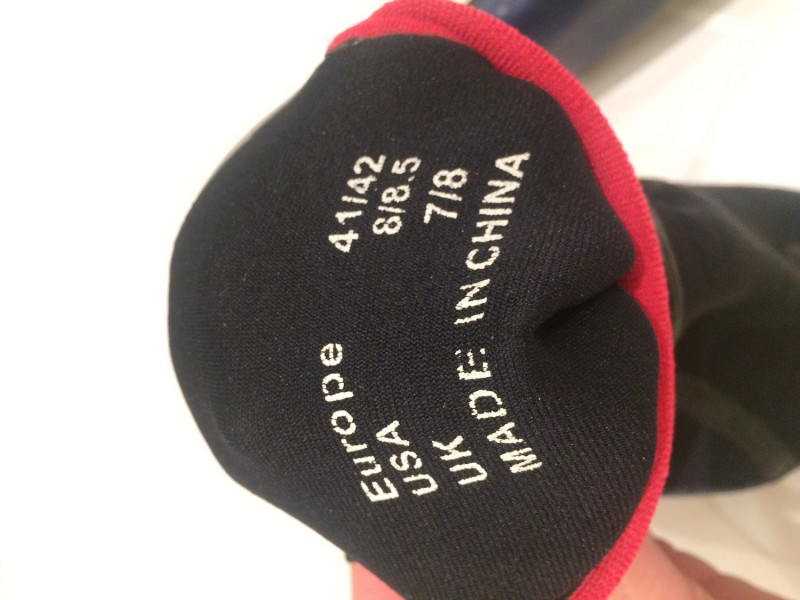 Europe 41/42
USA 8/8.5
UK 7/8
MADE IN CHINA